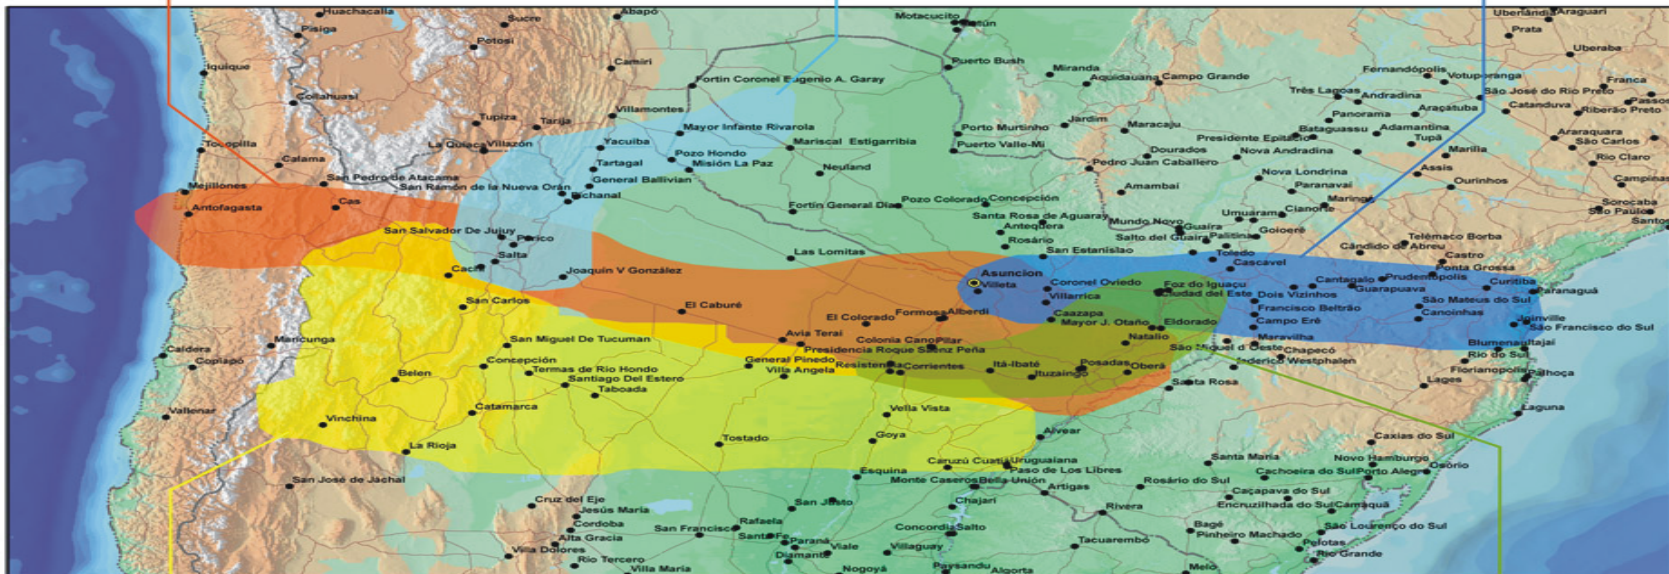 Huachacalla
Sucre
Abapó
Motacucito
Uberlândia
Araguari
Pisiga
Potosi
Prata
Iquique
Camiri
Puerto Bush
Miranda
Uberaba
Fortin Coronel Eugenio A. Garay
Aquidauana
Campo Grande
Fernandópolis
Votuporanga
Franca
Collahuasi
Villamontes
Três Lagoas
Andradina
São José do Rio Preto
Catanduva
Passos
Ribeirão Preto
Tupiza
Tarija
Mayor Infante Rivarola
Porto Murtinho
Jardim
Maracaju
Panorama
Araçatuba
Bataguassu
Presidente Epitácio
Adamantina
Araraquara
São Carlos
Tocopilla
La Quiaca
Villazón
Yacuiba
Mariscal Estigarribia
Puerto Valle-Mi
Dourados
Nova Andradina
Tupã
Marilia
Calama
Tartagal
Pozo Hondo
Misión La Paz
Neuland
Pedro Juan Caballero
Rio Claro
Mejillones
San Pedro de Atacama
San Ramón de la Nueva Orán
General Ballivian
Pichanal
Amambaí
Nova Londrina
Paranavaí
Assis
Ourinhos
Campinas
Antofagasta
Cas
Fortín General Díaz
Pozo Colorado
Concepción
Maringá
Cianorte
Umuarama
Sorocaba
São Paulo
Santos
Santa Rosa de Aguaray
Mundo Novo
Guaíra
San Salvador De Jujuy
Perico
Antequera
Salto del Guairá
Palitina
Goioerê
Telêmaco Borba
Rosário
Cândido de Abreu
Salta
Las Lomitas
San Estanislao
Toledo
Castro
Cachi
Joaquín V González
Asuncion
Villeta
Coronel Oviedo
Cascavel
Foz do Iguaçu
Cantagalo
Prudentópolis
Ponta Grossa
Ciudad del Este
Dois Vizinhos
Guarapuava
Curitiba
Paranaguá
San Carlos
El Caburé
Villarrica
Francisco Beltrão
São Mateus do Sul
El Colorado
Formosa
Alberdi
Caazapa
Mayor J. Otaño
Eldorado
Campo Erê
Canoinhas
Joinville
São Francisco do Sul
Caldera
Maricunga
San Miguel De Tucuman
Avia Terai
Colonia Cano
Pilar
Natalio
Maravilha
Copiapó
Presidencia Roque Sáenz Peña
São Miguel d´Oeste
Chapecó
Blumenau
Itajaí
Concepción
General Pinedo
Resistencia
Corrientes
Itá-Ibaté
Posadas
Oberá
Rio do Sul
Belen
Termas de Río Hondo
Villa Angela
Ituzaingo
Florianopolis
Palhoça
Santiago Del Estero
Taboada
Santa Rosa
Lages
Vallenar
Vinchina
Catamarca
Vella Vista
Laguna
La Rioja
Tostado
Goya
Alvear
Caxias do Sul
Uruguaiana
Santa Maria
Novo Hamburgo
Esquina
Paso de Los Libres
Cachoeira do Sul
Porto Alegre
Osório
San José de Jáchal
Monte Caseros
Bella Unión
Artigas
Rosário do Sul
Caçapava do Sul
Cruz del Eje
San Justo
Chajari
Rivera
Encruzilhada do Sul
Camaquã
Jesús Maria
Cordoba
San Francisco
Rafaela
Concordia
Salto
Bagé
São Lourenço do Sul
Alta Gracia
Santa Fe
Paraná
Tacuarembó
Pinheiro Machado
Pelotas
Villa Dolores
Viale
Villaguay
Rio Grande
Río Tercero
Diamante
Villa Maria
Nogoyá
Paysandu
Algorta
Melo